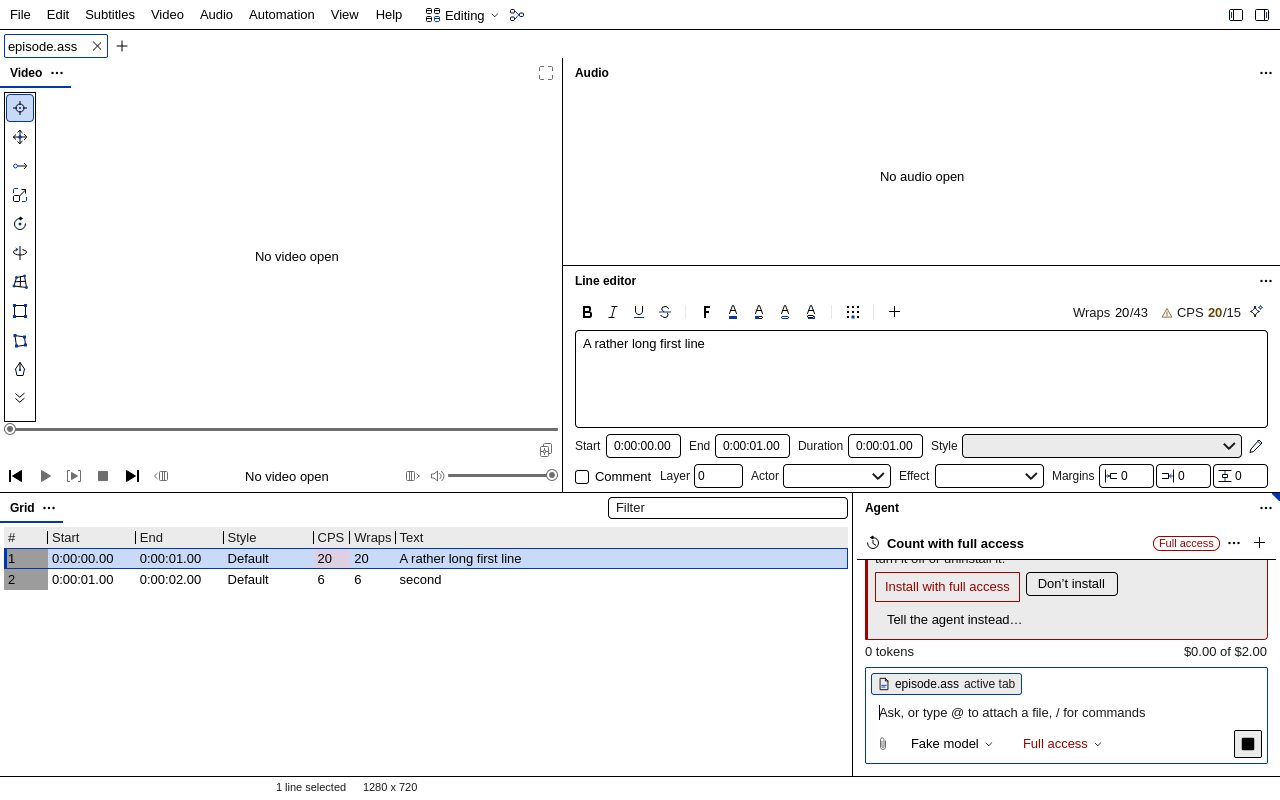 File Edit Subtitles Video Audio Automation View Help Editing
episode.ass
Video
Audio
No video open
No audio open
Line editor
B I U S F A A A A Wraps 20/43 CPS 20/15
A rather long first line
Start 0:00:00.00 End 0:00:01.00 Duration 0:00:01.00 Style
No video open
Comment Layer 0 Actor Effect Margins 0 0 0
Grid Filter
# Start End Style CPS Wraps Text
1 0:00:00.00 0:00:01.00 Default 20 20 A rather long first line
2 0:00:01.00 0:00:02.00 Default 6 6 second
Agent
Count with full access Full access
turn it off or uninstall it.
Install with full access Don't install
Tell the agent instead…
0 tokens $0.00 of $2.00
episode.ass active tab
Ask, or type @ to attach a file, / for commands
Fake model Full access
1 line selected 1280 x 720